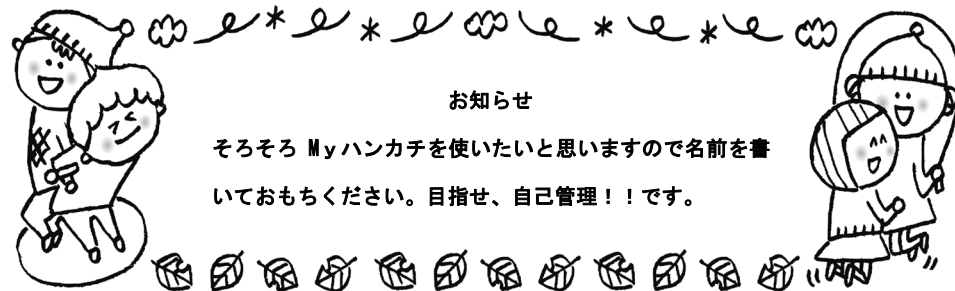 お知らせ
そろそろ Myハンカチを使いたいと思いますので名前を書
いておもちください。目指せ、自己管理！！です。